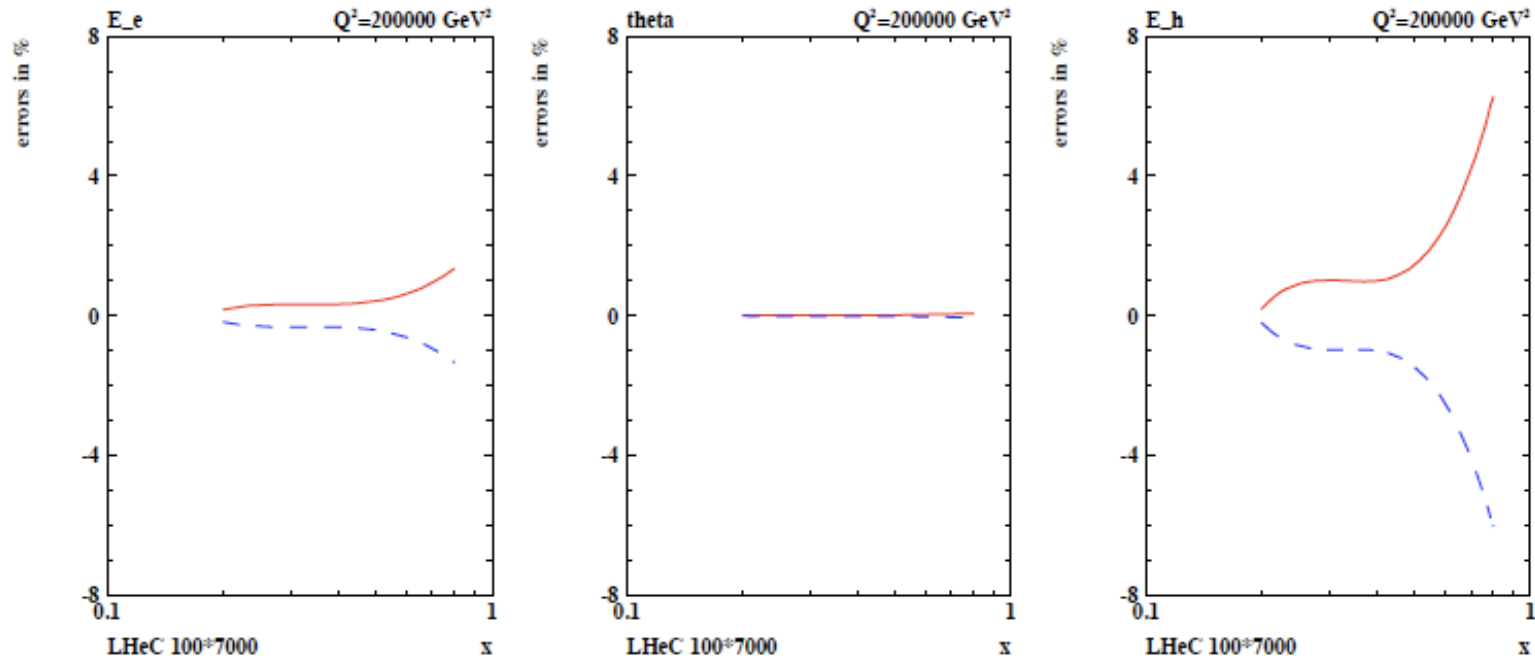 E_e Q²=200000 GeV²
errors in %
8
4
0
-4
-8
0.1 1
LHeC 100*7000 x
theta Q²=200000 GeV²
errors in %
8
4
0
-4
-8
0.1 1
LHeC 100*7000 x
E_h Q²=200000 GeV²
errors in %
8
4
0
-4
-8
0.1 1
LHeC 100*7000 x